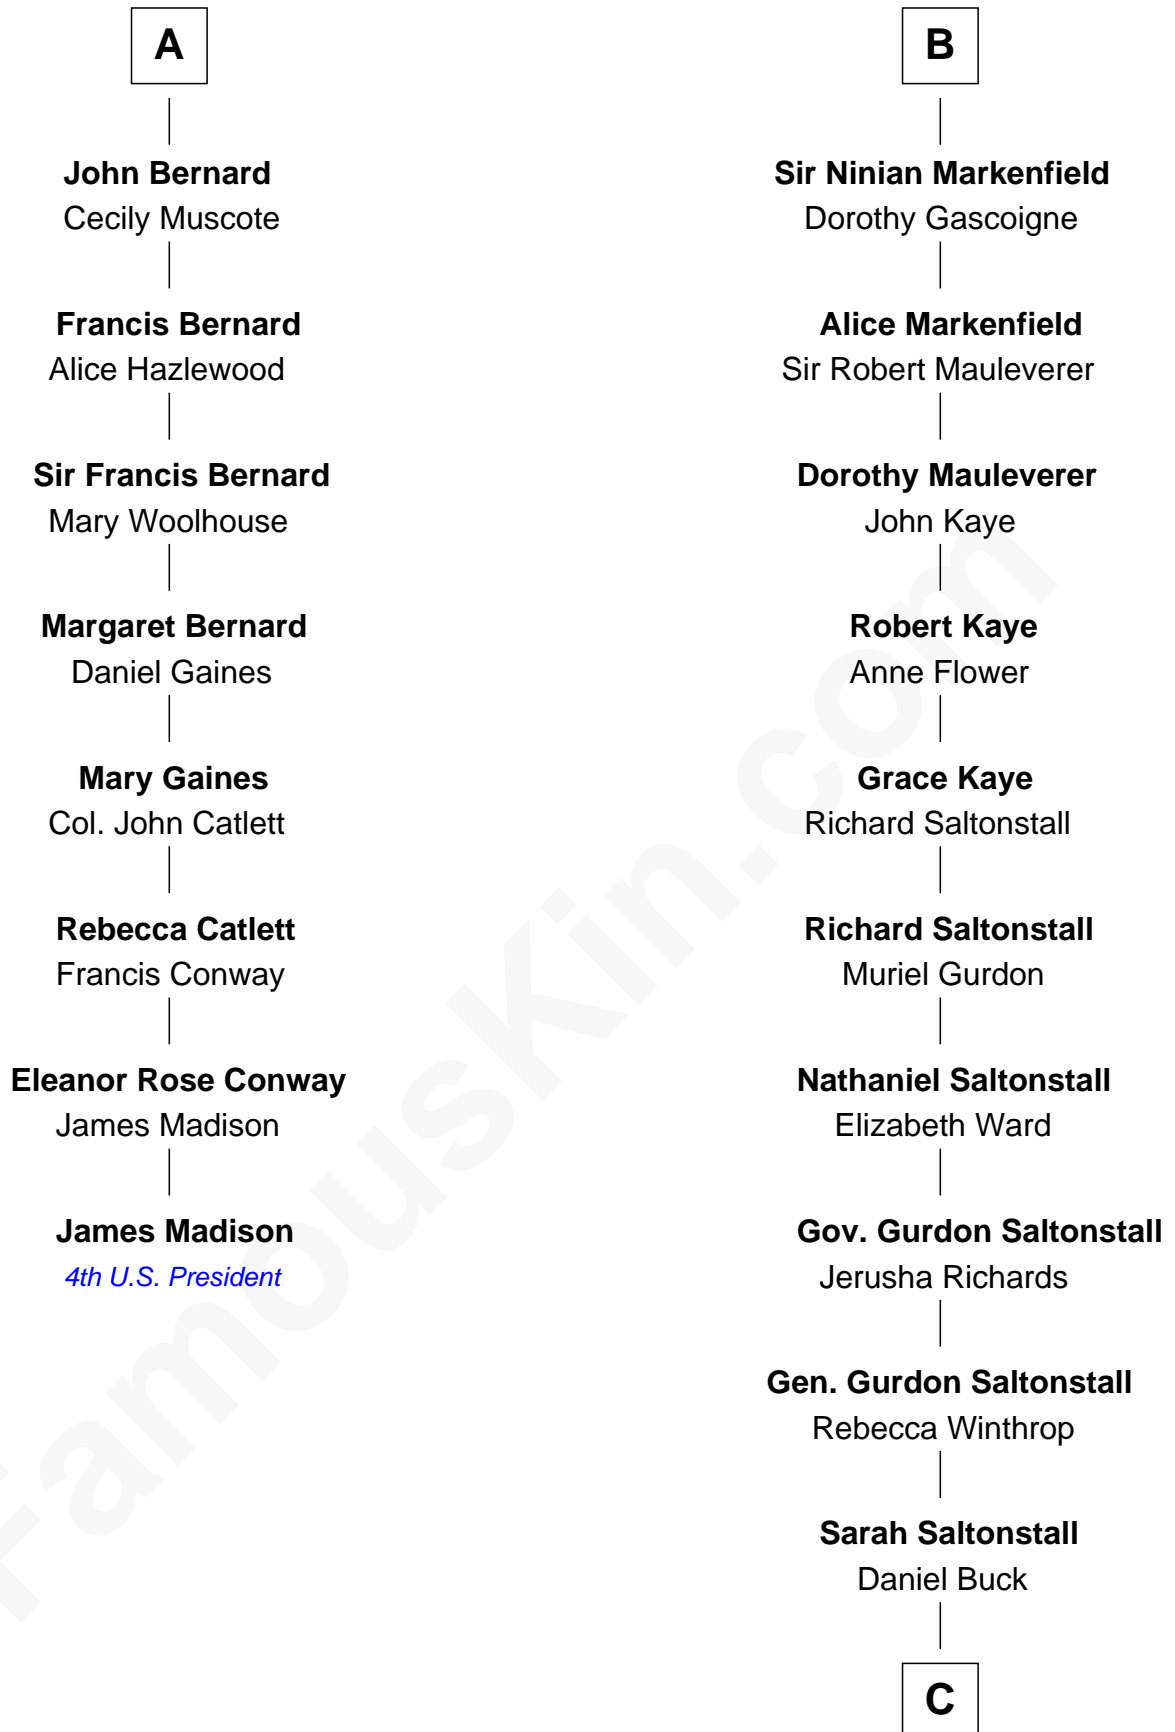 A
John Bernard
Cecily Muscote
Francis Bernard
Alice Hazlewood
Sir Francis Bernard
Mary Woolhouse
Margaret Bernard
Daniel Gaines
Mary Gaines
Col. John Catlett
Rebecca Catlett
Francis Conway
Eleanor Rose Conway
James Madison
James Madison
4th U.S. President
B
Sir Ninian Markenfield
Dorothy Gascoigne
Alice Markenfield
Sir Robert Mauleverer
Dorothy Mauleverer
John Kaye
Robert Kaye
Anne Flower
Grace Kaye
Richard Saltonstall
Richard Saltonstall
Muriel Gurdon
Nathaniel Saltonstall
Elizabeth Ward
Gov. Gurdon Saltonstall
Jerusha Richards
Gen. Gurdon Saltonstall
Rebecca Winthrop
Sarah Saltonstall
Daniel Buck
C
FamousKin.com